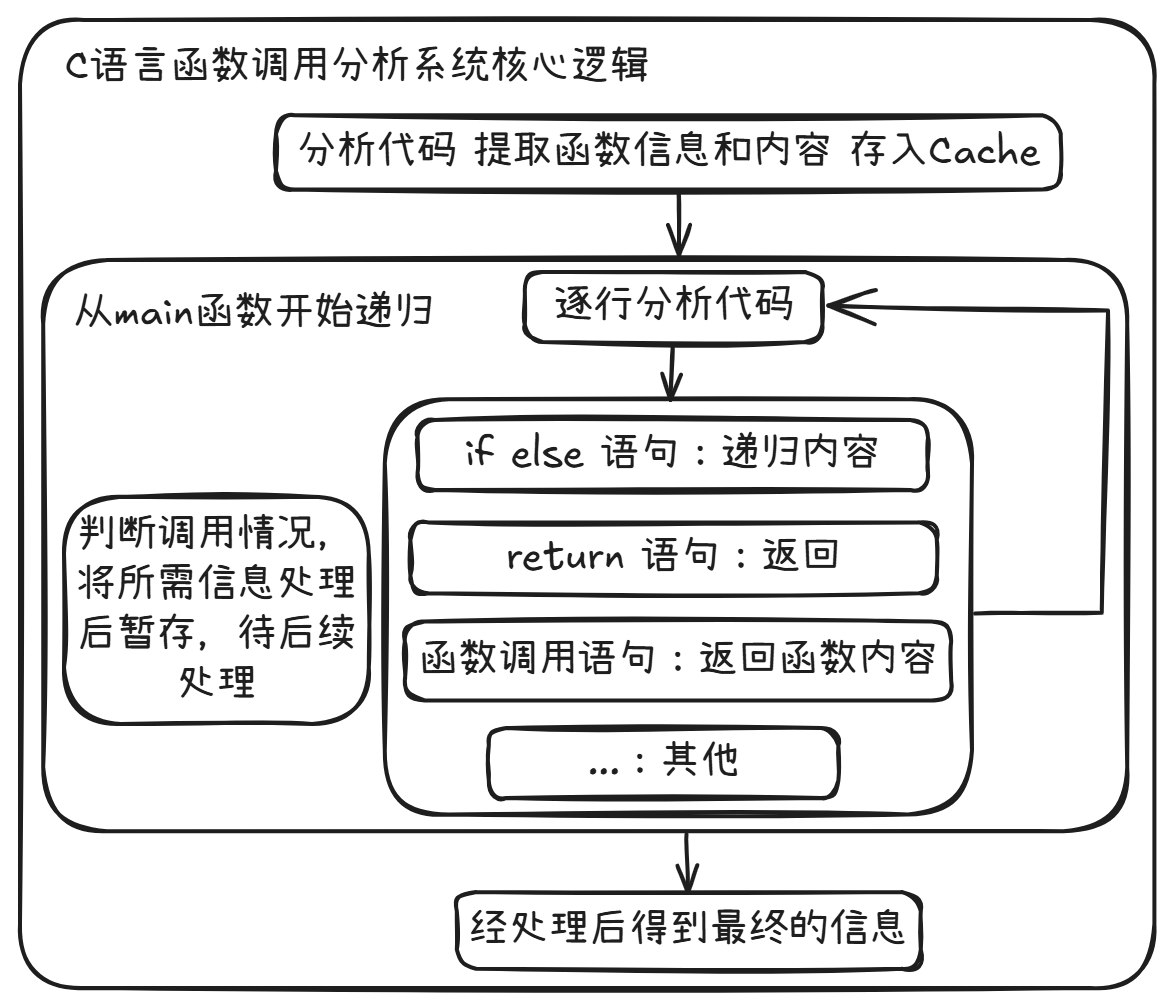 C语言函数调用分析系统核心逻辑
分析代码 提取函数信息和内容 存入Cache
从main函数开始递归
逐行分析代码
if else 语句：递归内容
return 语句：返回
函数调用语句：返回函数内容
...：其他
判断调用情况，
将所需信息处理
后暂存，待后续
处理
经处理后得到最终的信息